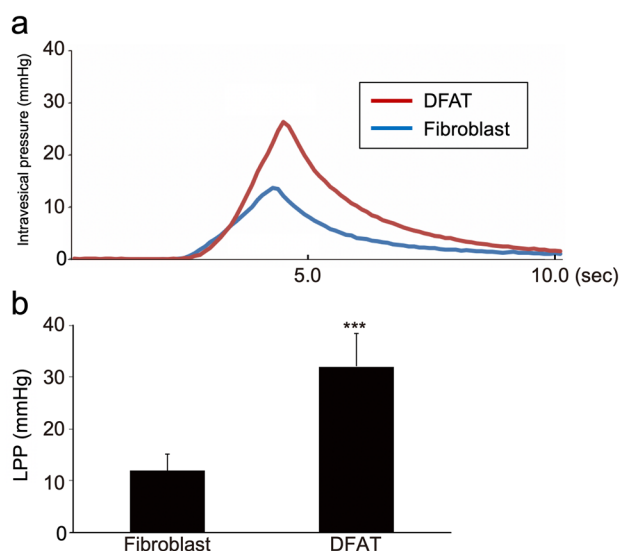 a
Intravesical pressure (mmHg)
40
30
20
10
0
DFAT
Fibroblast
5.0
10.0 (sec)
b
LPP (mmHg)
40
30
20
10
0
***
Fibroblast
DFAT